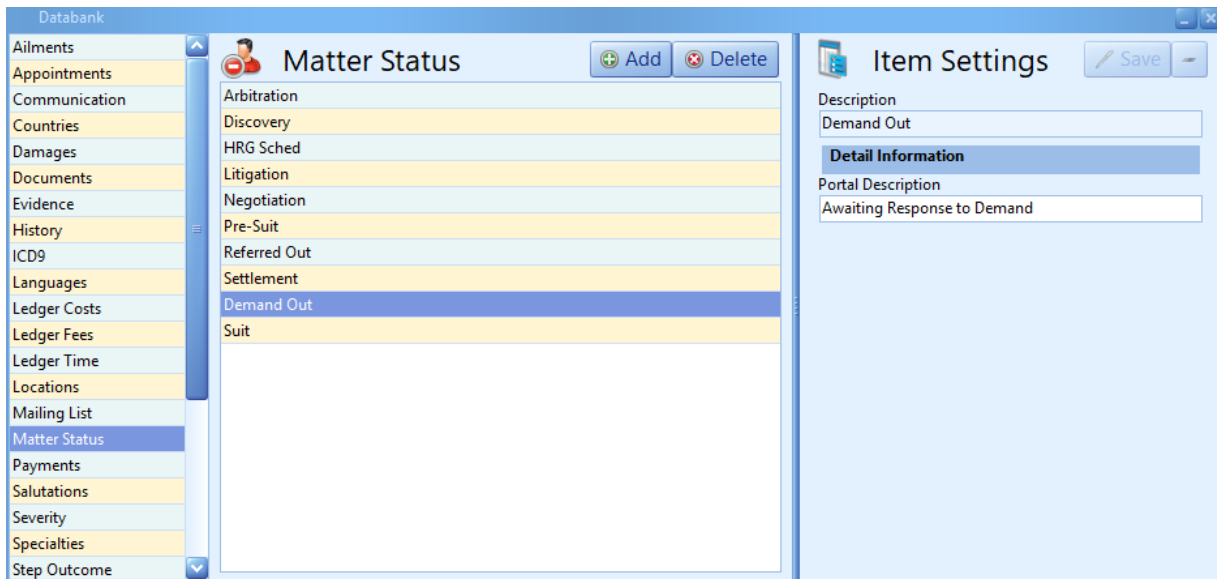 Databank
Ailments
Appointments
Communication
Countries
Damages
Documents
Evidence
History
ICD9
Languages
Ledger Costs
Ledger Fees
Ledger Time
Locations
Mailing List
Matter Status
Payments
Salutations
Severity
Specialties
Step Outcome
Matter Status
Add
Delete
Arbitration
Discovery
HRG Sched
Litigation
Negotiation
Pre-Suit
Referred Out
Settlement
Demand Out
Suit
Item Settings
Save
Description
Demand Out
Detail Information
Portal Description
Awaiting Response to Demand